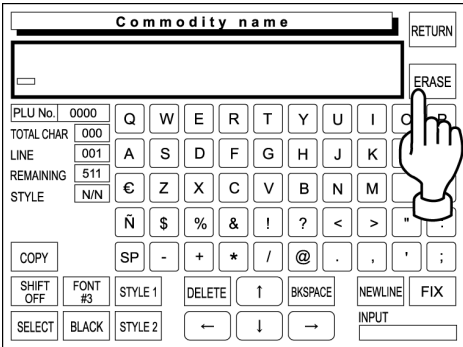 Commodity name
RETURN
ERASE
PLU No. 0000
TOTAL CHAR 000
LINE 001
REMAINING 511
STYLE N/N
Q W E R T Y U I O P
A S D F G H J K
€ Z X C V B N M
Ñ $ % & ! ? < > "
COPY SP - + * / @ . , ' ;
SHIFT OFF FONT #3 STYLE 1 DELETE ↑ BKSPACE NEWLINE FIX
SELECT BLACK STYLE 2 ← ↓ → INPUT